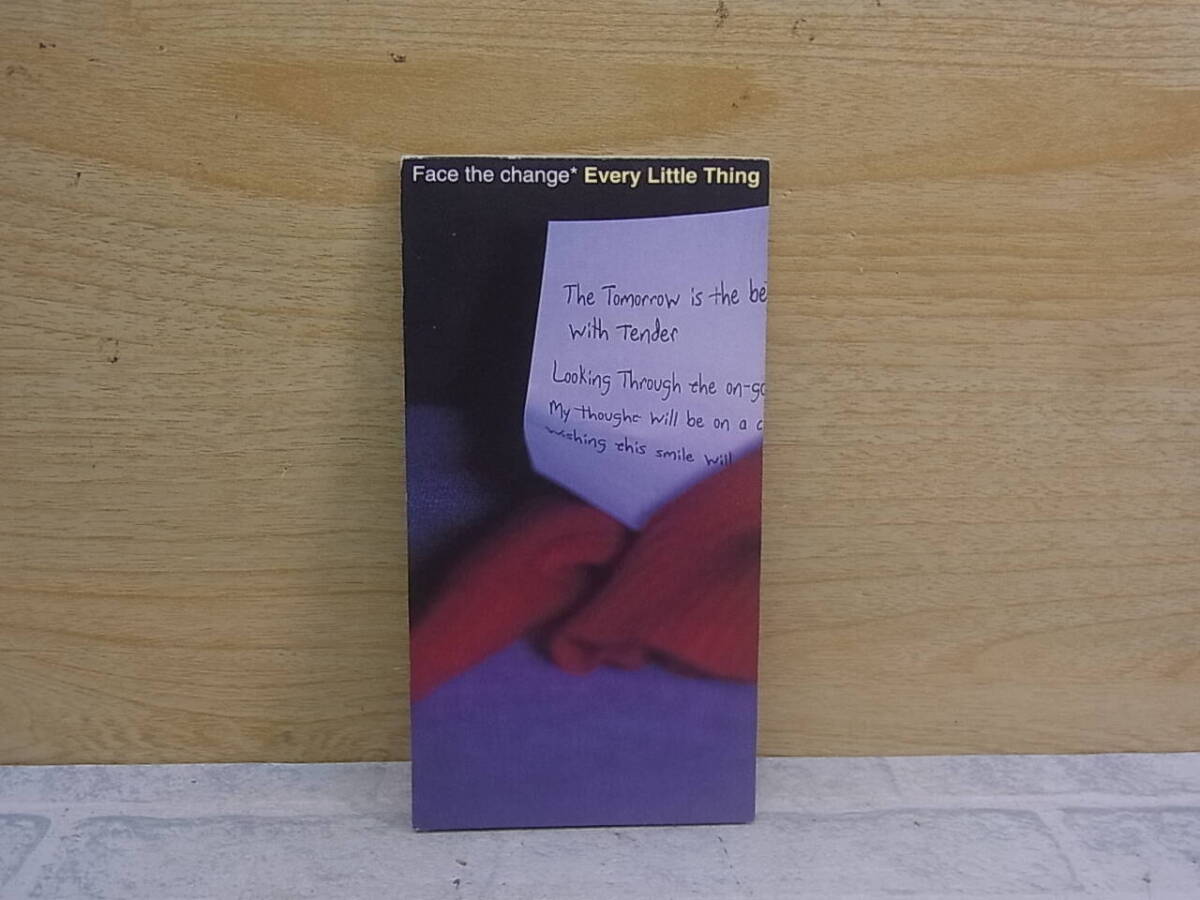 Face the change* Every Little Thing
The Tomorrow is the be
with Tender
Looking Through the on-go
My thought will be on a c
wishing this smile will